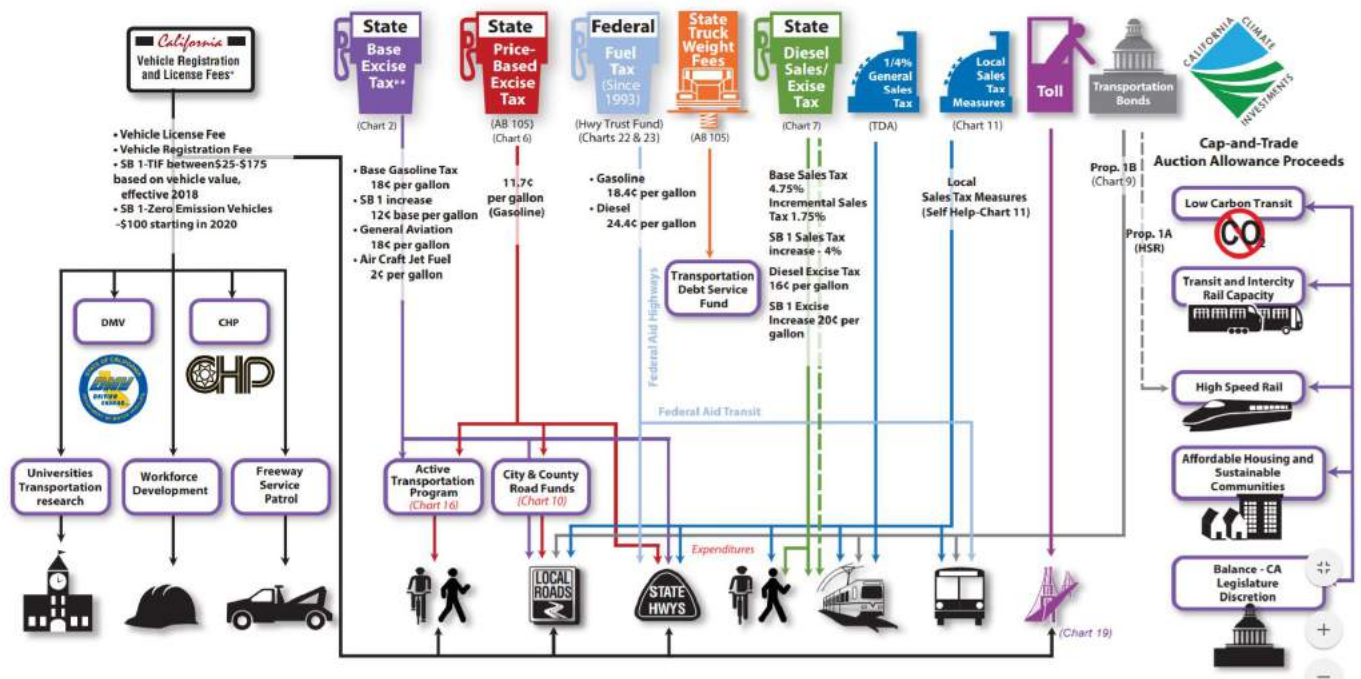 California
Vehicle Registration
and License Fees*
• Vehicle License Fee
• Vehicle Registration Fee
• SB 1-TIF between$25-$175
based on vehicle value,
effective 2018
• SB 1-Zero Emission Vehicles
-$100 starting in 2020
State
Base
Excise
Tax**
(Chart 2)
• Base Gasoline Tax
18¢ per gallon
• SB 1 increase
12¢ base per gallon
• General Aviation
18¢ per gallon
• Air Craft Jet Fuel
2¢ per gallon
State
Price-
Based
Excise
Tax
(AB 105)
(Chart 6)
11.7¢
per gallon
(Gasoline)
Federal
Fuel
Tax
(Since
1993)
(Hwy Trust Fund)
(Charts 22 & 23)
• Gasoline
18.4¢ per gallon
• Diesel
24.4¢ per gallon
State
Truck
Weight
Fees
(AB 105)
Transportation
Debt Service
Fund
State
Diesel
Sales/
Exise
Tax
(Chart 7)
Base Sales Tax
4.75%
Incremental Sales
Tax 1.75%
SB 1 Sales Tax
increase - 4%
Diesel Excise Tax
16¢ per gallon
SB 1 Excise
Increase 20¢ per
gallon
1/4%
General
Sales
Tax
(TDA)
Local
Sales
Tax
Measures
(Chart 11)
Local
Sales Tax Measures
(Self Help-Chart 11)
Toll
Transportation
Bonds
Prop. 1B
(Chart 9)
Prop. 1A
(HSR)
CALIFORNIA CLIMATE
INVESTMENTS
Cap-and-Trade
Auction Allowance Proceeds
Low Carbon Transit
CO2
Transit and Intercity
Rail Capacity
High Speed Rail
Affordable Housing and
Sustainable
Communities
Balance - CA
Legislature
Discretion
DMV
CHP
DMV
CHP
Federal Aid Highways
Federal Aid Transit
Universities
Transportation
research
Workforce
Development
Freeway
Service
Patrol
Active
Transportation
Program
(Chart 16)
City & County
Road Funds
(Chart 10)
Expenditures
LOCAL
ROADS
STATE
HWYS
(Chart 19)